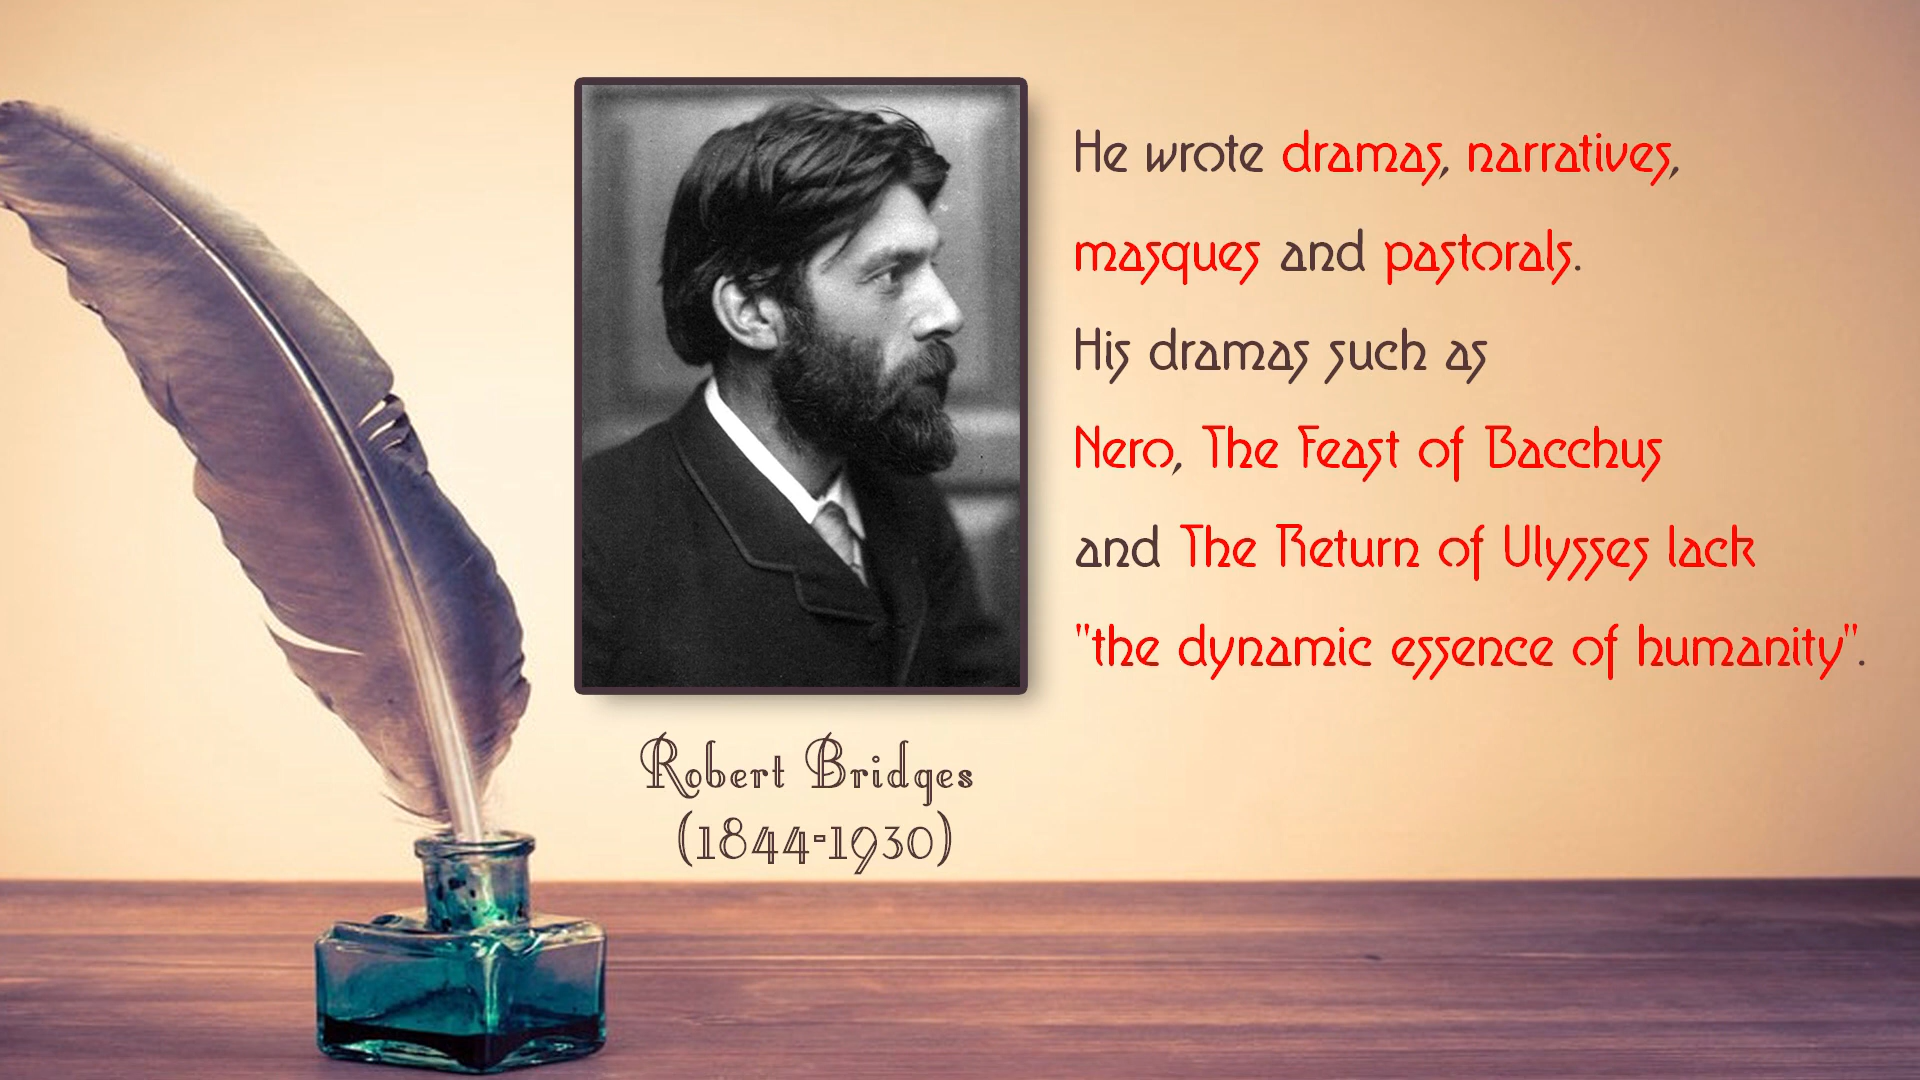 He wrote dramas, narratives,
masques and pastorals.
His dramas such as
Nero, The Feast of Bacchus
and The Return of Ulysses lack
"the dynamic essence of humanity".
Robert Bridges
(1844-1930)